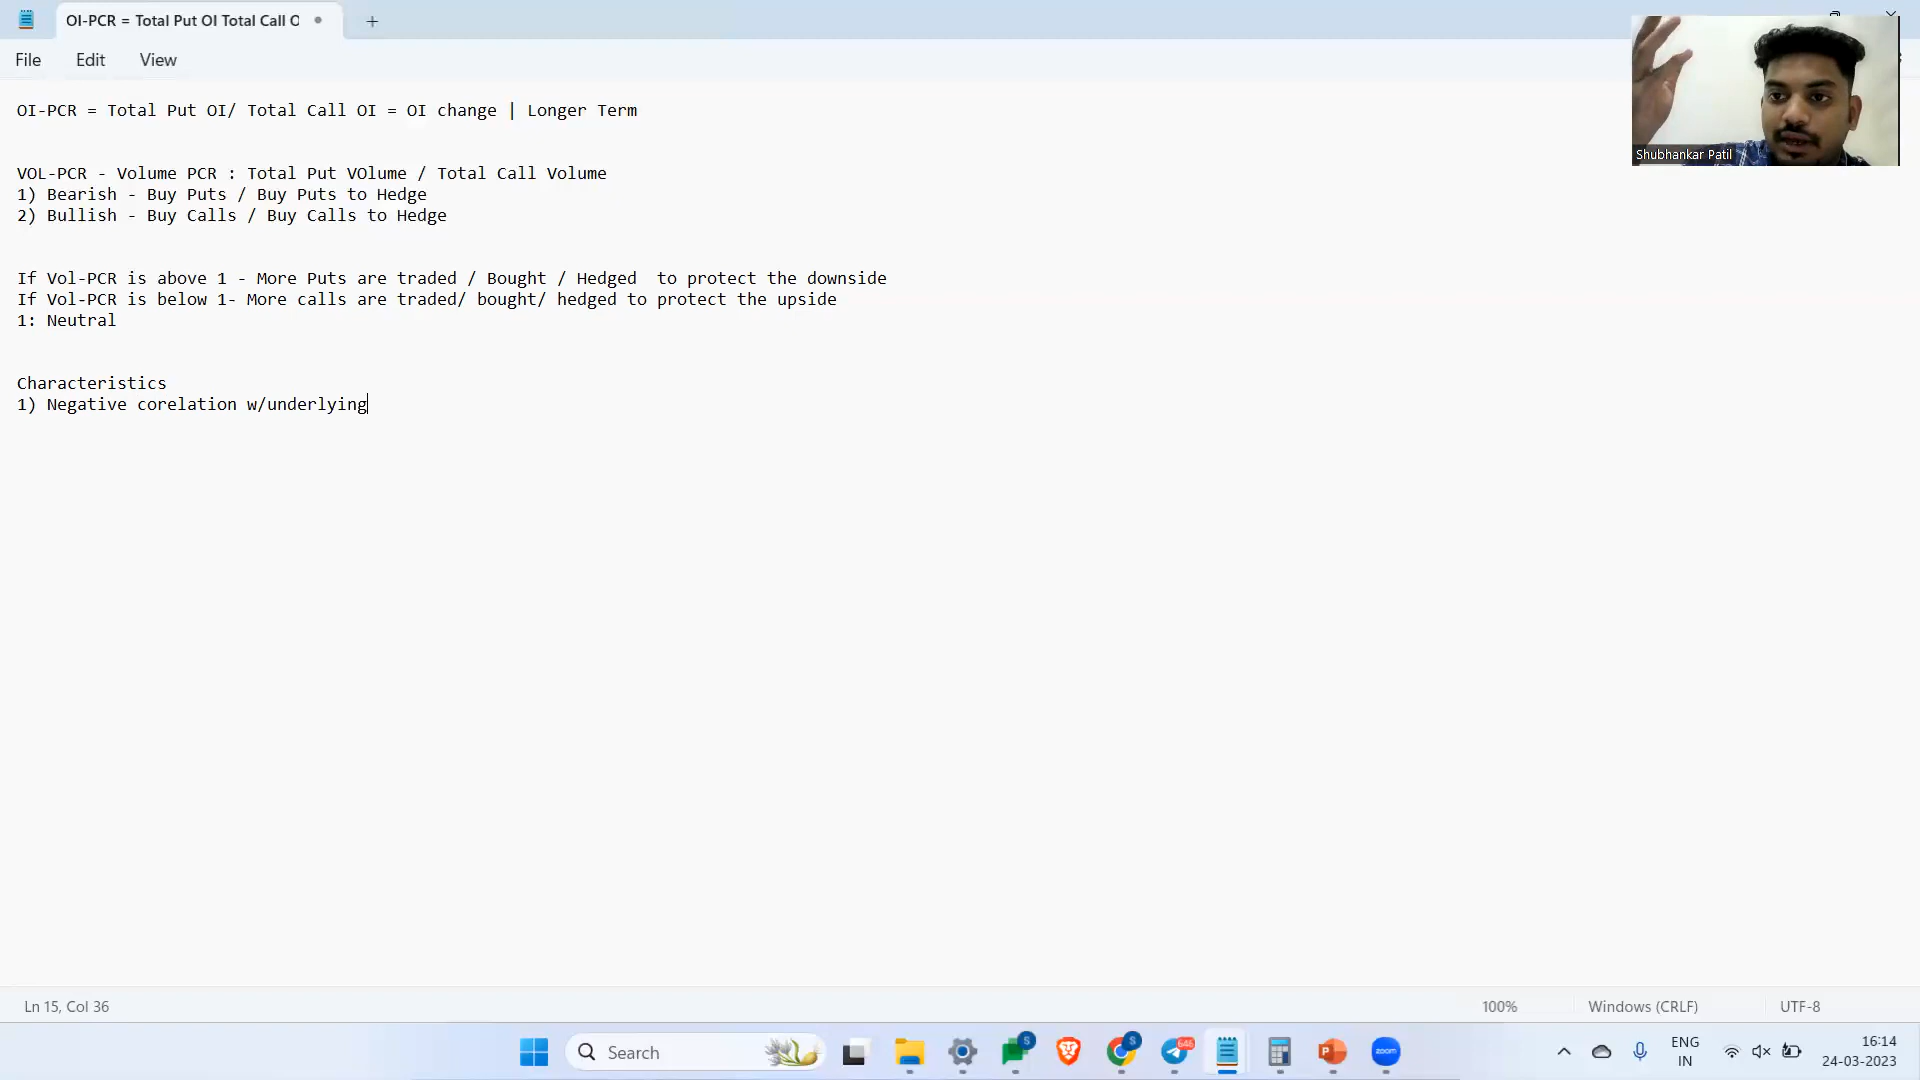 OI-PCR = Total Put OI Total Call O
File Edit View
OI-PCR = Total Put OI/ Total Call OI = OI change | Longer Term
VOL-PCR - Volume PCR : Total Put VOlume / Total Call Volume
1) Bearish - Buy Puts / Buy Puts to Hedge
2) Bullish - Buy Calls / Buy Calls to Hedge
If Vol-PCR is above 1 - More Puts are traded / Bought / Hedged  to protect the downside
If Vol-PCR is below 1- More calls are traded/ bought/ hedged to protect the upside
1: Neutral
Characteristics
1) Negative corelation w/underlying
Shubhankar Patil
Ln 15, Col 36
100%
Windows (CRLF)
UTF-8
Search
S
S
646
P
zoom
ENG
IN
16:14
24-03-2023